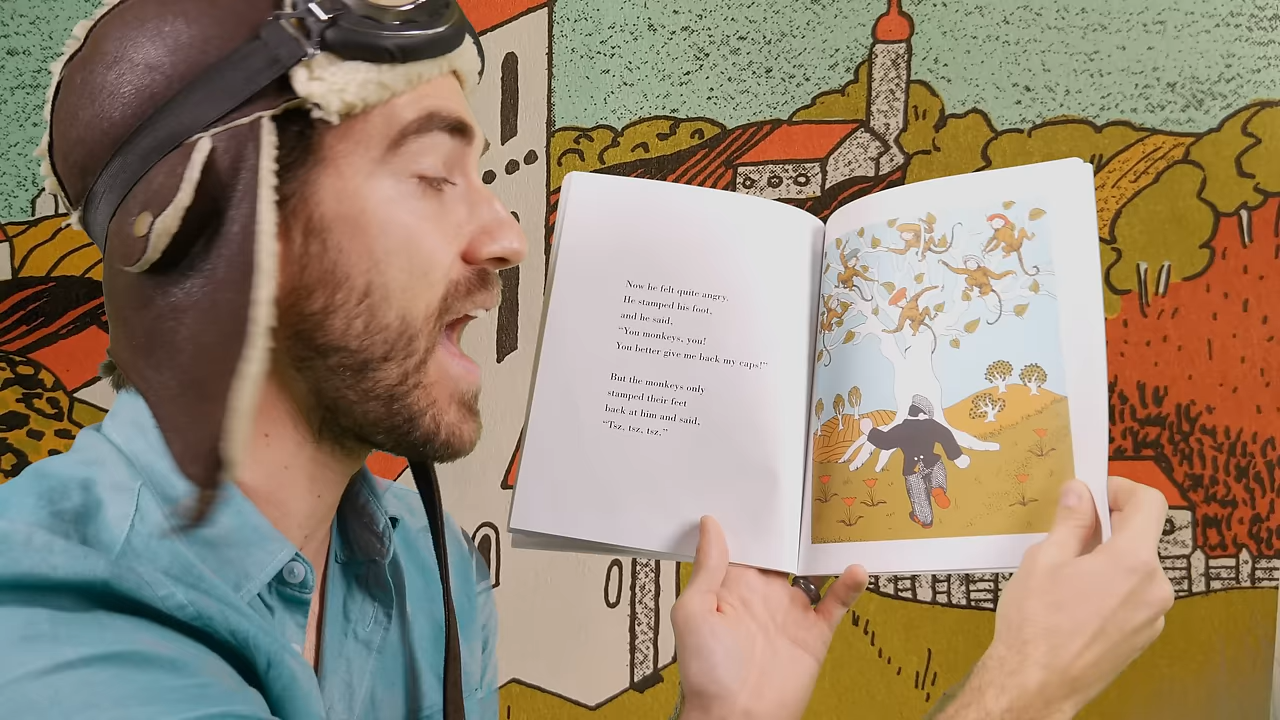 Now he felt quite angry.
He stamped his foot,
and he said,
“You monkeys, you!
You better give me back my caps!”
But the monkeys only
stamped their feet
back at him and said,
“Tsz, tsz, tsz.”